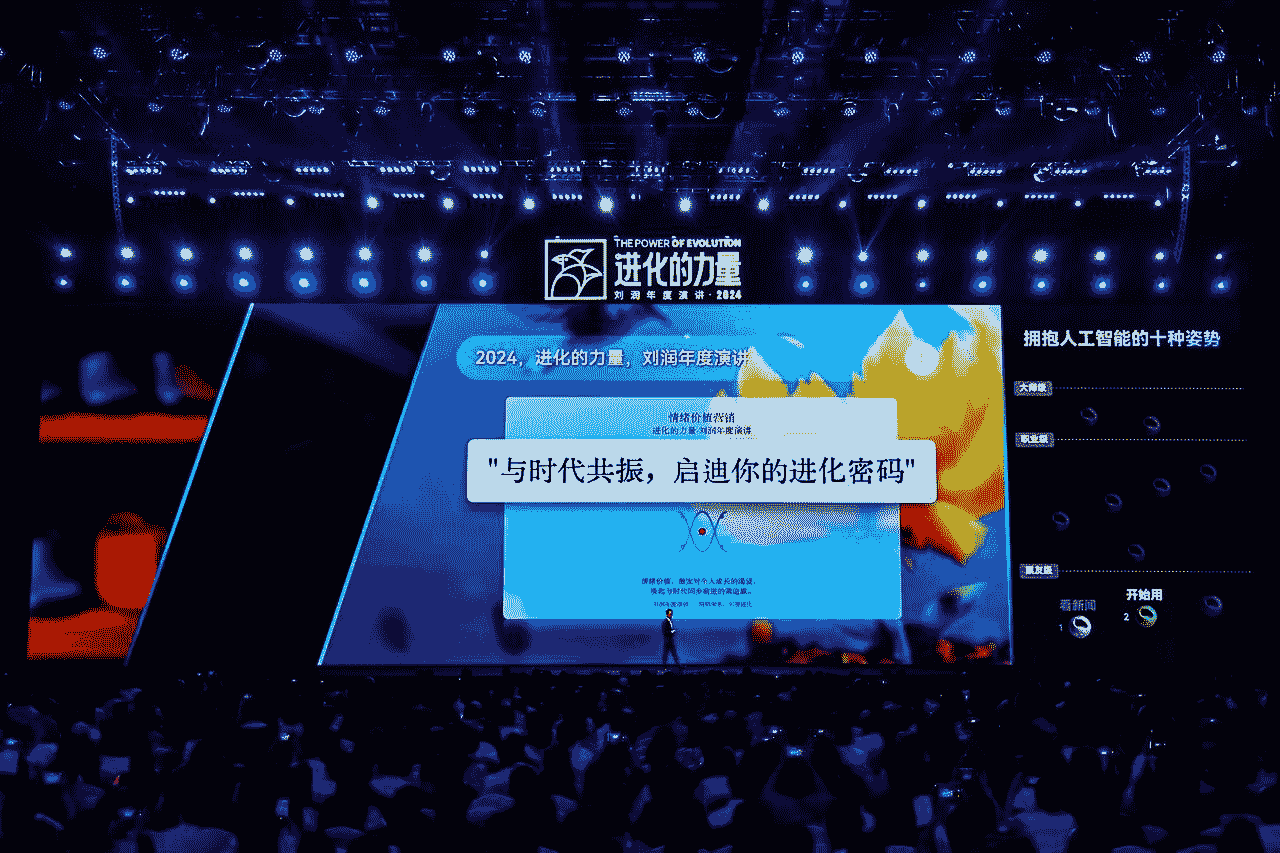 THE POWER OF EVOLUTION
进化的力量
刘润年度演讲·2024
2024，进化的力量，刘润年度演讲
情绪价值营销
进化的力量·刘润年度演讲
"与时代共振，启迪你的进化密码"
拥抱人工智能的十种姿势
大师级
职业级
开始用
看新闻
1
2